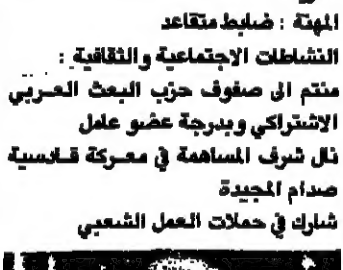 المهنة : ضابط متقاعد
النشاطات الاجتماعية والثقافية :
منتم الى صفوف حزب البعث العربي
الاشتراكي وبدرجة عضو عامل
نال شرف المساهمة في معركة قادسية
صدام المجيدة
شارك في حملات العمل الشعبي